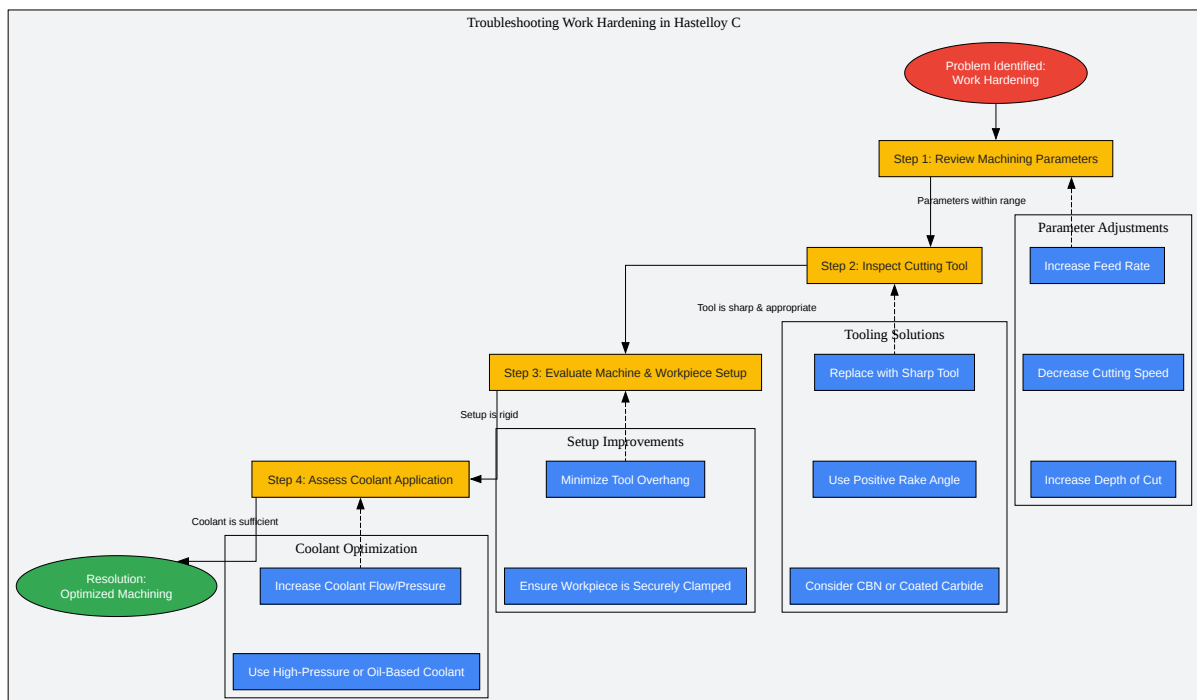 Troubleshooting Work Hardening in Hastelloy C
Problem Identified:
Work Hardening
Step 1: Review Machining Parameters
Parameters within range
Parameter Adjustments
Increase Feed Rate
Decrease Cutting Speed
Increase Depth of Cut
Step 2: Inspect Cutting Tool
Tool is sharp & appropriate
Tooling Solutions
Replace with Sharp Tool
Use Positive Rake Angle
Consider CBN or Coated Carbide
Step 3: Evaluate Machine & Workpiece Setup
Setup is rigid
Setup Improvements
Minimize Tool Overhang
Ensure Workpiece is Securely Clamped
Step 4: Assess Coolant Application
Coolant is sufficient
Coolant Optimization
Increase Coolant Flow/Pressure
Use High-Pressure or Oil-Based Coolant
Resolution:
Optimized Machining